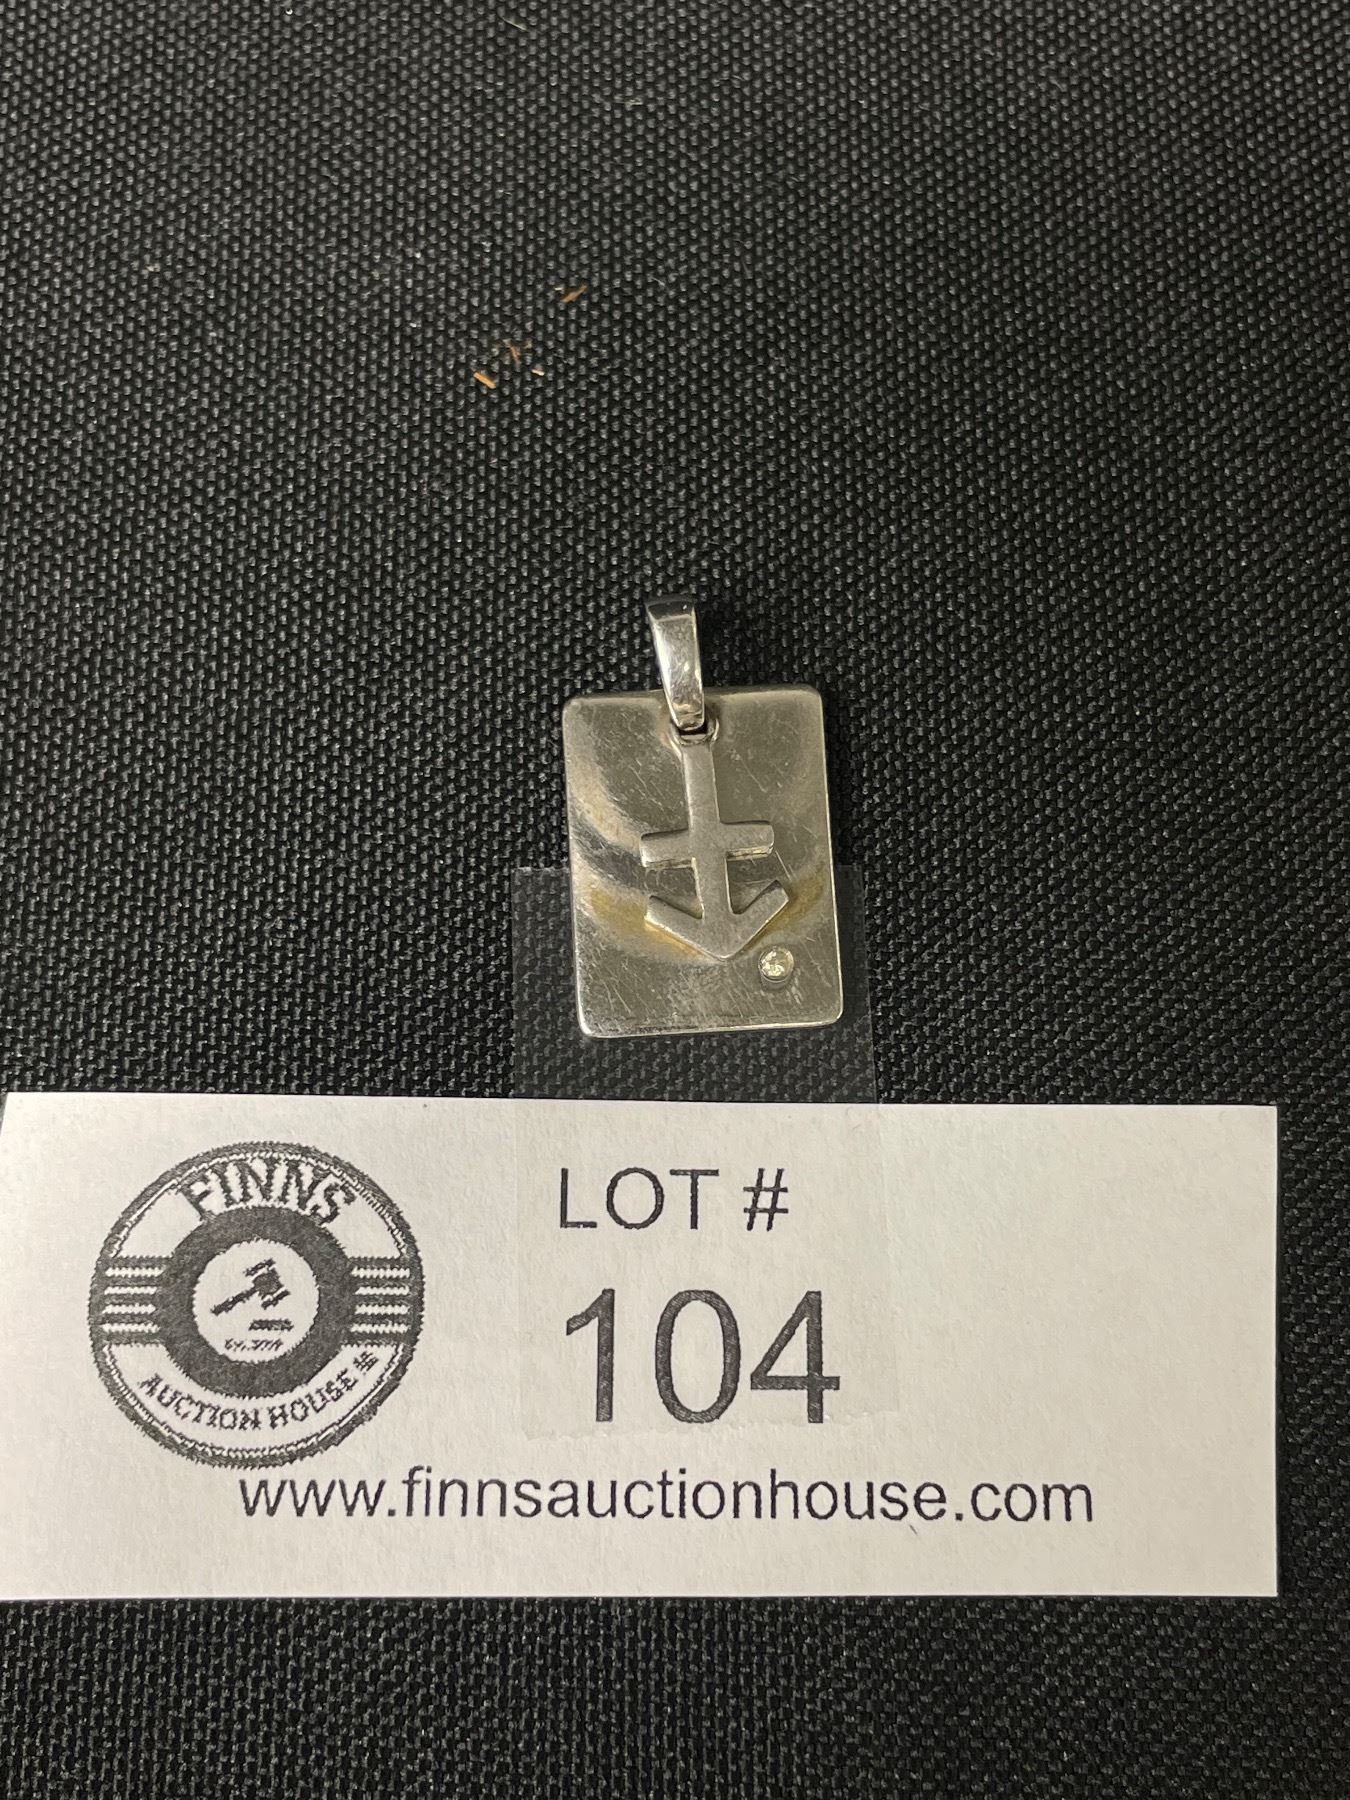 FINNS
AUCTION HOUSE
LOT #
104
www.finnsauctionhouse.com